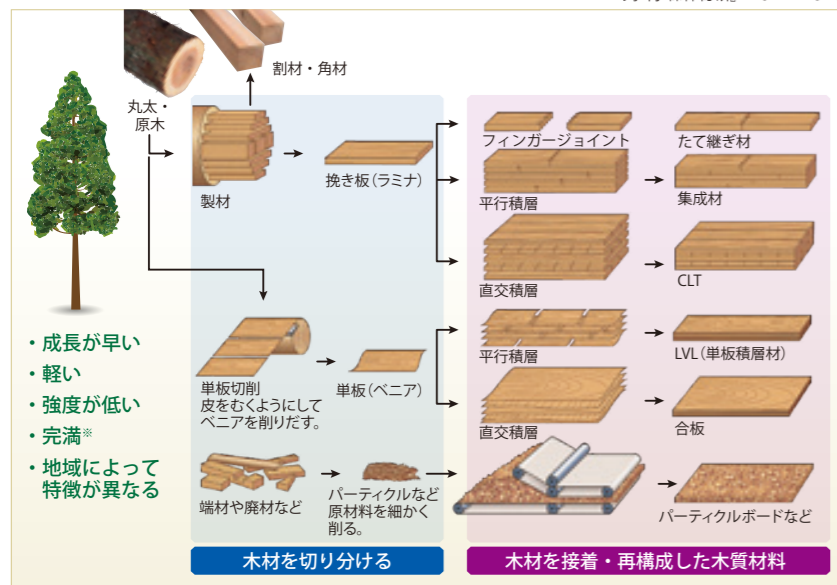 割材・角材
丸太・
原木
製材
挽き板（ラミナ）
フィンガージョイント
たて継ぎ材
平行積層
集成材
直交積層
CLT
・成長が早い
・軽い
・強度が低い
・完満※
・地域によって
特徴が異なる
単板切削
皮をむくようにして
ベニアを削りだす。
単板（ベニア）
平行積層
LVL（単板積層材）
直交積層
合板
端材や廃材など
パーティクルなど
原材料を細かく
削る。
パーティクルボードなど
木材を切り分ける
木材を接着・再構成した木質材料